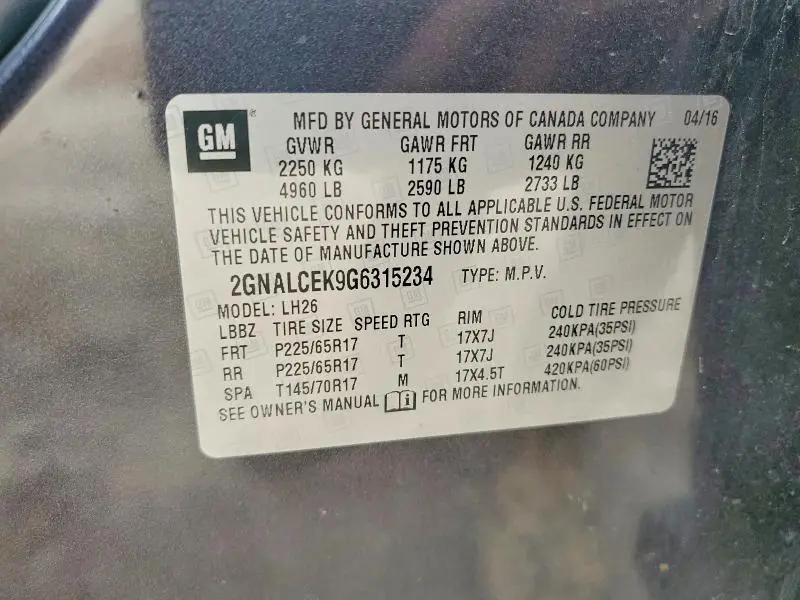 GM ® MFD BY GENERAL MOTORS OF CANADA COMPANY 04/16
GVWR GAWR FRT GAWR RR
2250 KG 1175 KG 1240 KG
4960 LB 2590 LB 2733 LB
THIS VEHICLE CONFORMS TO ALL APPLICABLE U.S. FEDERAL MOTOR
VEHICLE SAFETY AND THEFT PREVENTION STANDARDS IN EFFECT ON
THE DATE OF MANUFACTURE SHOWN ABOVE.
2GNALCEK9G6315234 TYPE: M.P.V.
MODEL: LH26
LBBZ TIRE SIZE SPEED RTG RIM COLD TIRE PRESSURE
FRT P225/65R17 T 17X7J 240KPA(35PSI)
RR P225/65R17 T 17X7J 240KPA(35PSI)
SPA T145/70R17 M 17X4.5T 420KPA(60PSI)
SEE OWNER'S MANUAL FOR MORE INFORMATION.